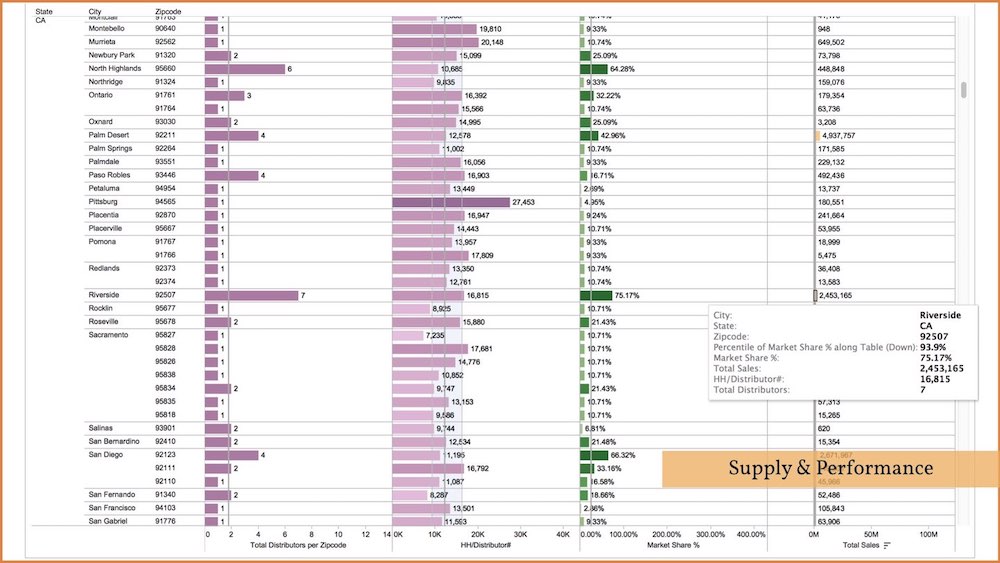 State City Zipcode
CA Montclair 91763
Montebello 90640 1 19,810 9.33% 948
Murrieta 92562 1 20,148 10.74% 649,502
Newbury Park 91320 2 15,099 25.09% 73,798
North Highlands 95660 6 10,685 64.28% 448,848
Northridge 91324 1 9,835 9.33% 159,076
Ontario 91761 3 16,392 32.22% 179,354
91764 1 15,566 10.74% 63,736
Oxnard 93030 2 14,995 25.09% 3,208
Palm Desert 92211 4 12,578 42.96% 4,937,757
Palm Springs 92264 1 11,002 10.74% 171,585
Palmdale 93551 1 16,056 9.33% 229,132
Paso Robles 93446 4 16,903 16.71% 492,436
Petaluma 94954 1 13,449 2.69% 13,737
Pittsburg 94565 1 27,453 4.95% 180,551
Placentia 92870 1 16,947 9.24% 241,664
Placerville 95667 1 14,443 10.71% 53,955
Pomona 91767 1 13,957 9.33% 18,999
91766 1 17,809 9.33% 5,475
Redlands 92373 1 13,350 10.74% 36,408
92374 1 12,761 10.74% 13,583
Riverside 92507 7 16,815 75.17% 2,453,165
Rocklin 95677 1 8,925 10.71%
Roseville 95678 2 15,880 21.43%
Sacramento 95827 1 7,235 10.71%
95828 1 17,681 10.71%
95826 1 14,776 10.71%
95838 1 10,852 10.71%
95834 2 9,747 21.43%
95835 1 13,153 10.71% 57,313
95818 1 9,586 10.71% 15,265
Salinas 93901 2 9,744 6.81% 620
San Bernardino 92410 2 12,534 21.48% 15,354
San Diego 92123 4 11,195 66.32%
92111 2 16,792 33.16%
92110 1 11,087 16.58%
San Fernando 91340 2 8,287 18.66% 52,486
San Francisco 94103 1 13,501 2.86% 105,843
San Gabriel 91776 1 11,593 9.33% 63,906
0 2 4 6 8 10 12 14 0K 10K 20K 30K 40K 0.00% 100.00% 200.00% 300.00% 400.00% 0M 50M 100M
Total Distributors per Zipcode HH/Distributor# Market Share % Total Sales
City: Riverside
State: CA
Zipcode: 92507
Percentile of Market Share % along Table (Down): 93.9%
Market Share %: 75.17%
Total Sales: 2,453,165
HH/Distributor#: 16,815
Total Distributors: 7
Supply & Performance